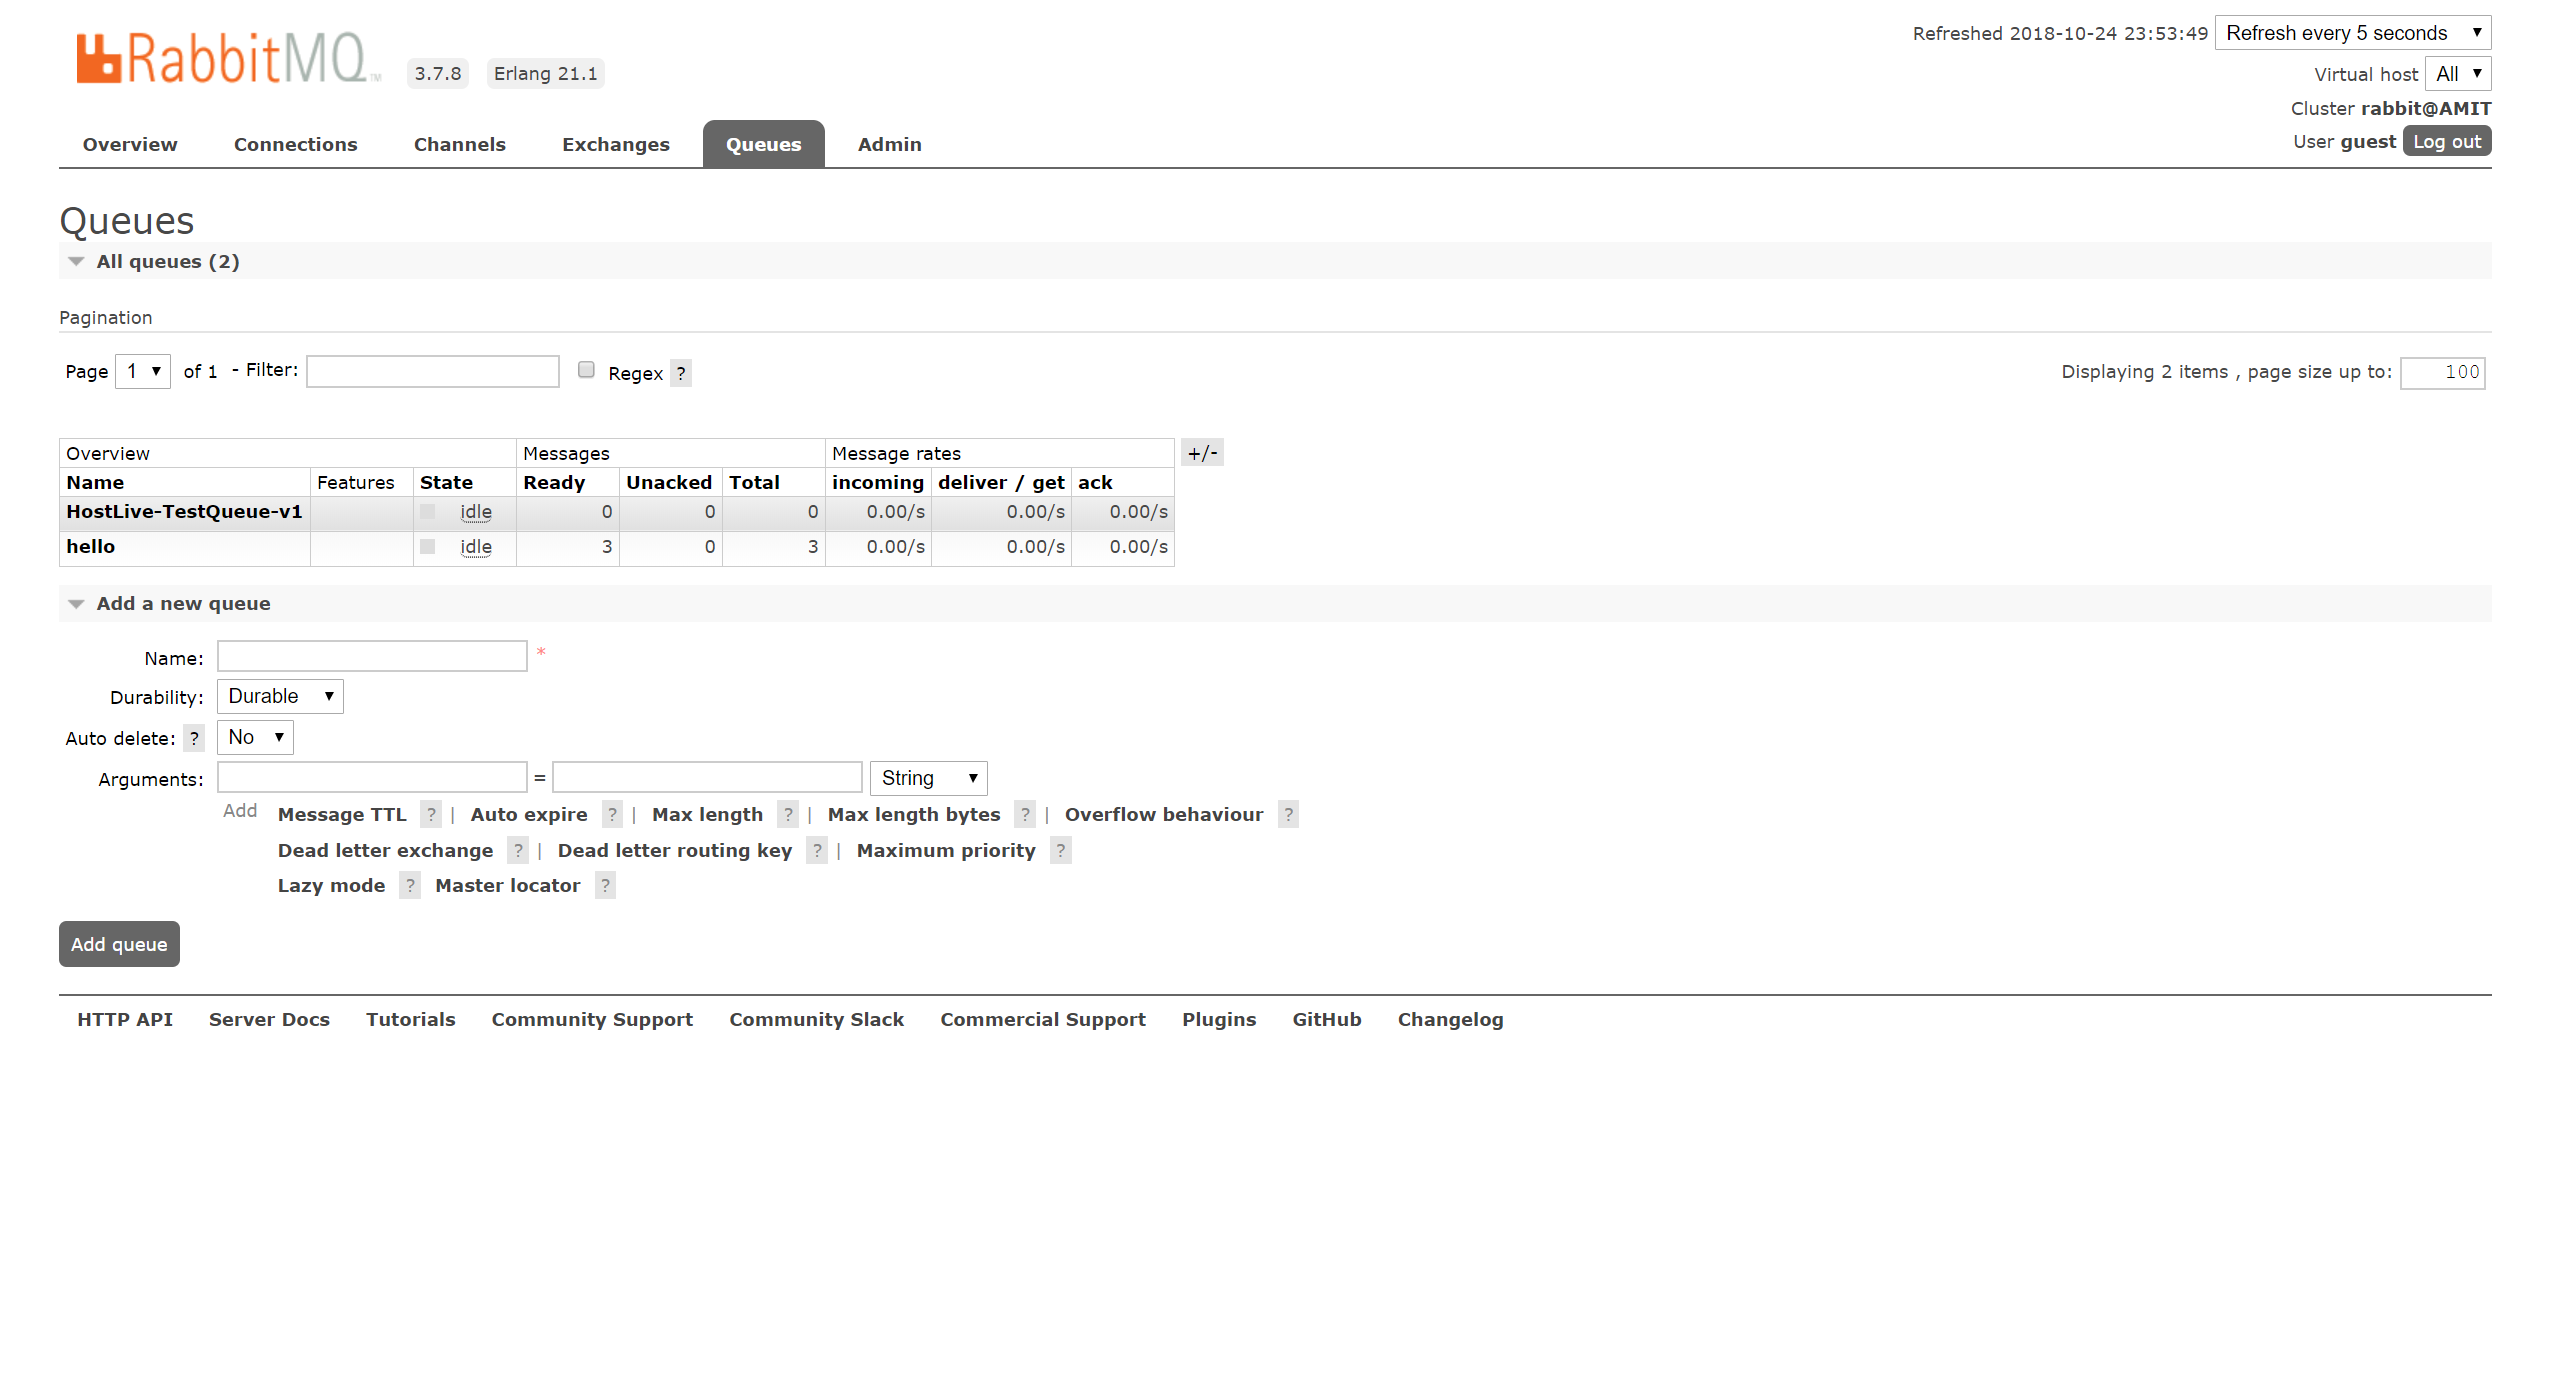 RabbitMQ TM 3.7.8 Erlang 21.1
Refreshed 2018-10-24 23:53:49 Refresh every 5 seconds
Virtual host All
Cluster rabbit@AMIT
User guest Log out
Overview Connections Channels Exchanges Queues Admin
Queues
All queues (2)
Pagination
Page 1 of 1 - Filter: Regex ? Displaying 2 items , page size up to: 100
Overview Messages Message rates +/-
Name Features State Ready Unacked Total incoming deliver / get ack
HostLive-TestQueue-v1 idle 0 0 0 0.00/s 0.00/s 0.00/s
hello idle 3 0 3 0.00/s 0.00/s 0.00/s
Add a new queue
Name: *
Durability: Durable
Auto delete: ? No
Arguments: = String
Add Message TTL ? | Auto expire ? | Max length ? | Max length bytes ? | Overflow behaviour ?
Dead letter exchange ? | Dead letter routing key ? | Maximum priority ?
Lazy mode ? Master locator ?
Add queue
HTTP API Server Docs Tutorials Community Support Community Slack Commercial Support Plugins GitHub Changelog